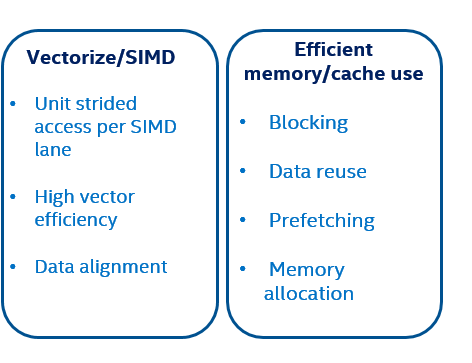 Vectorize/SIMD
• Unit strided
access per SIMD
lane
• High vector
efficiency
• Data alignment
Efficient
memory/cache use
• Blocking
• Data reuse
• Prefetching
• Memory
allocation